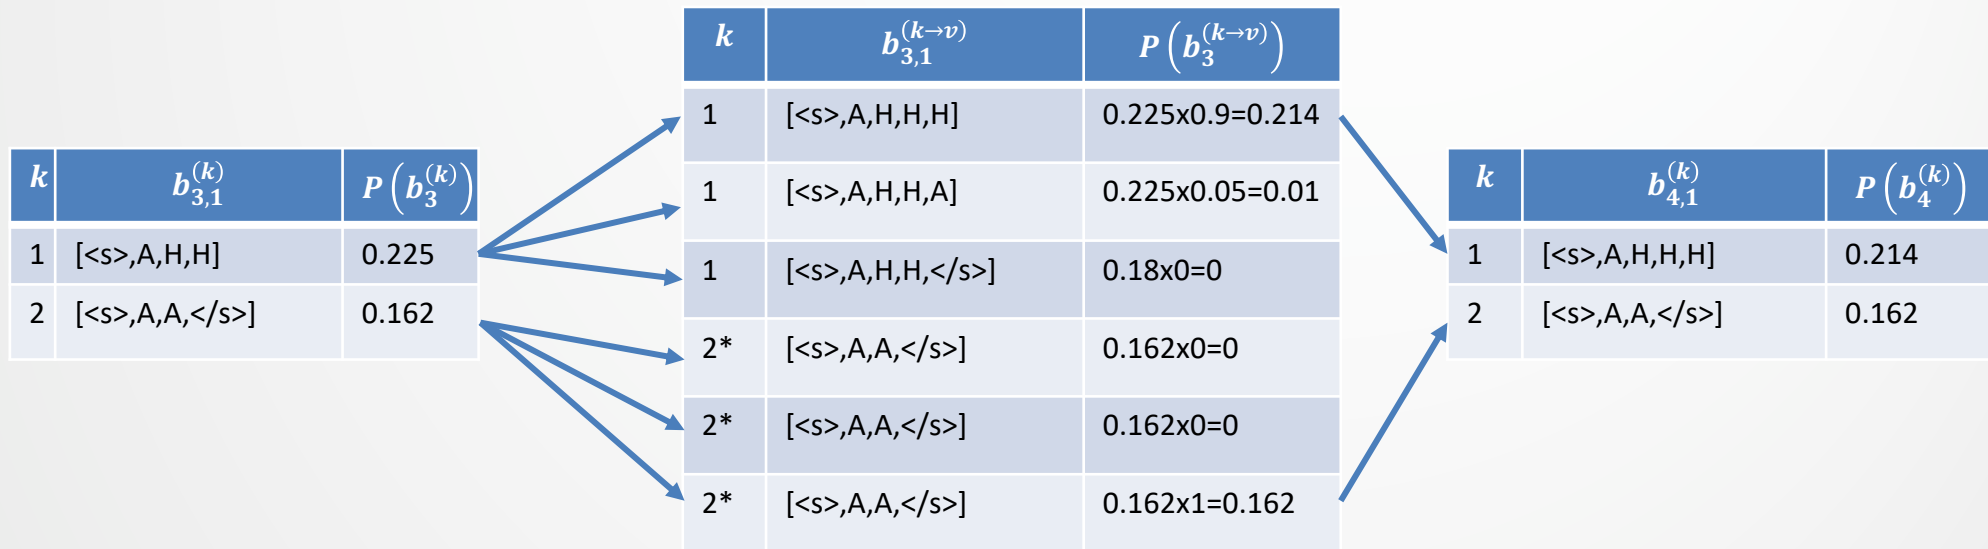 k b_{3,1}^{(k)} P(b_3^{(k)})
1 [<s>,A,H,H] 0.225
2 [<s>,A,A,</s>] 0.162
k b_{3,1}^{(k→v)} P(b_3^{(k→v)})
1 [<s>,A,H,H,H] 0.225x0.9=0.214
1 [<s>,A,H,H,A] 0.225x0.05=0.01
1 [<s>,A,H,H,</s>] 0.18x0=0
2* [<s>,A,A,</s>] 0.162x0=0
2* [<s>,A,A,</s>] 0.162x0=0
2* [<s>,A,A,</s>] 0.162x1=0.162
k b_{4,1}^{(k)} P(b_4^{(k)})
1 [<s>,A,H,H,H] 0.214
2 [<s>,A,A,</s>] 0.162